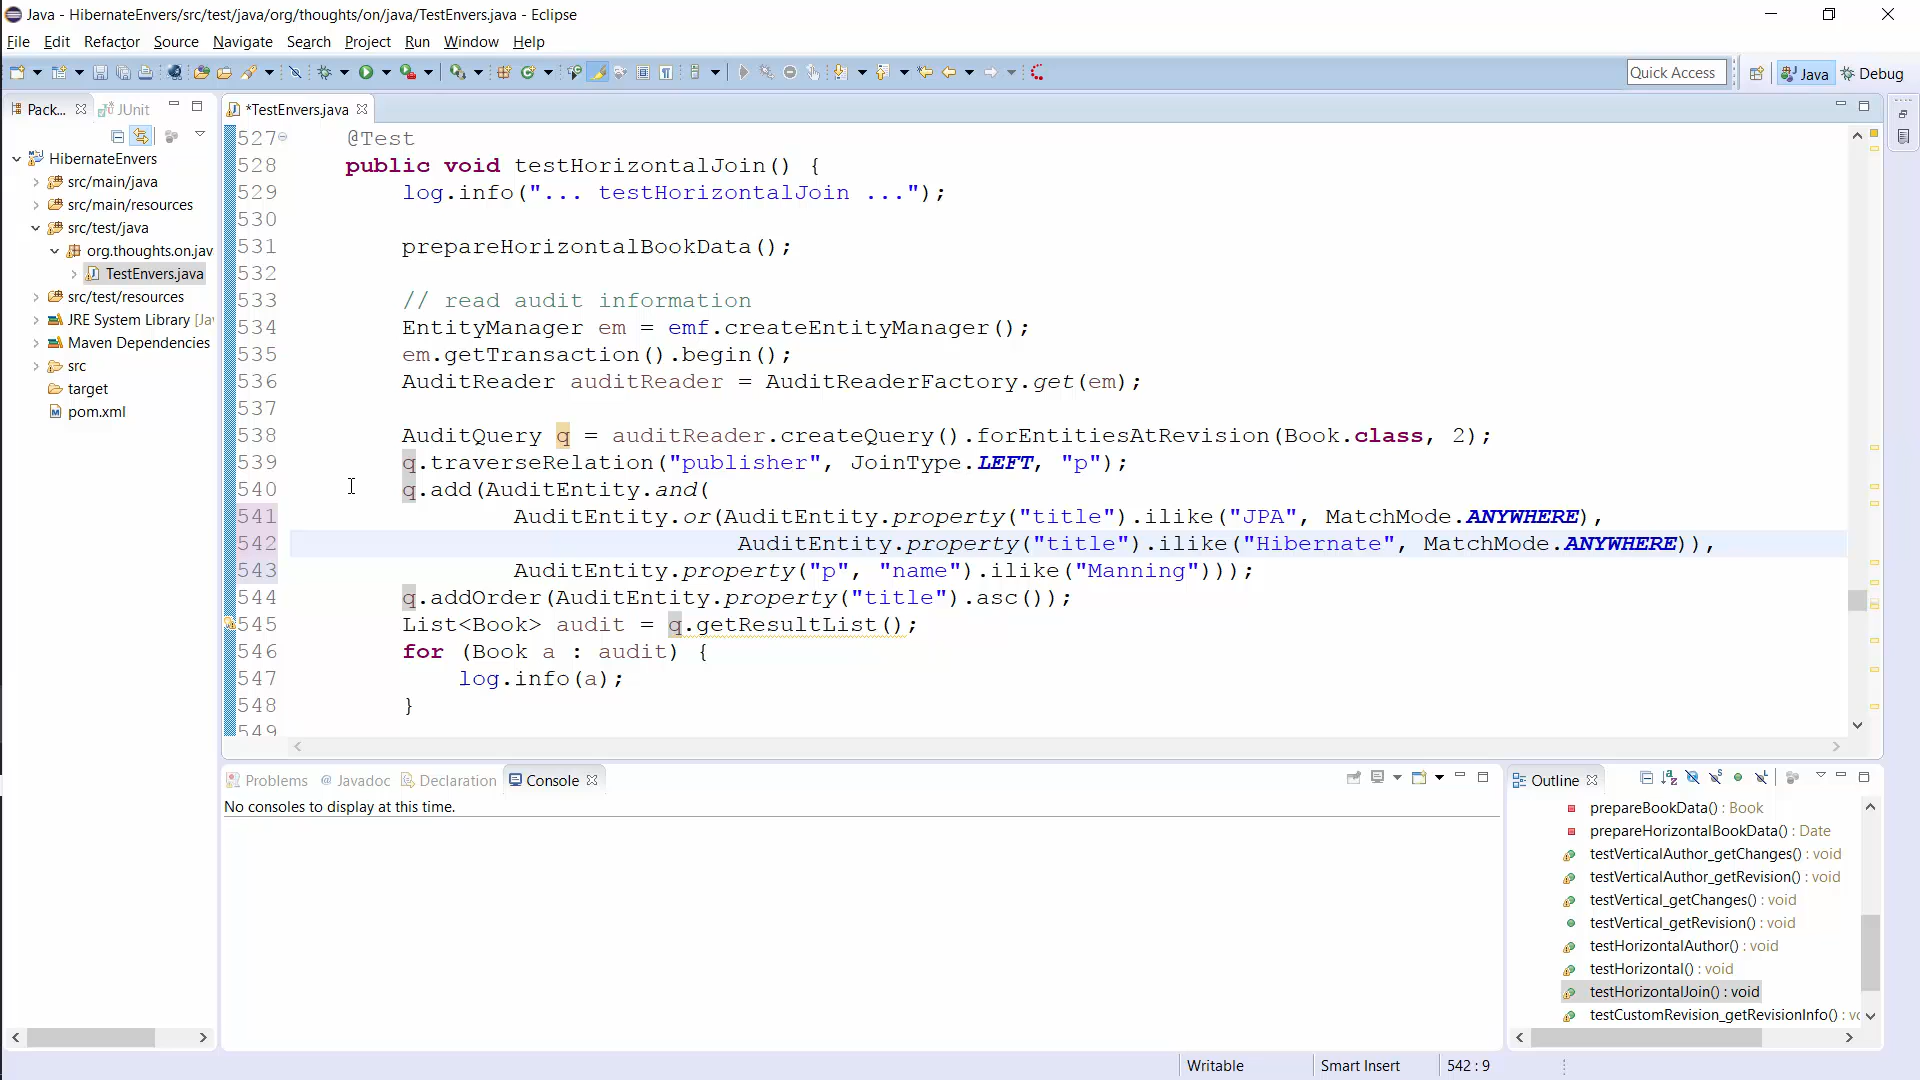 Java - HibernateEnvers/src/test/java/org/thoughts/on/java/TestEnvers.java - Eclipse
File Edit Refactor Source Navigate Search Project Run Window Help
Quick Access
Java
Debug
Pack...
JUnit
HibernateEnvers
src/main/java
src/main/resources
src/test/java
org.thoughts.on.jav
TestEnvers.java
src/test/resources
JRE System Library [Jav
Maven Dependencies
src
target
pom.xml
*TestEnvers.java
527 @Test
528 public void testHorizontalJoin() {
529 log.info("... testHorizontalJoin ...");
530
531 prepareHorizontalBookData();
532
533 // read audit information
534 EntityManager em = emf.createEntityManager();
535 em.getTransaction().begin();
536 AuditReader auditReader = AuditReaderFactory.get(em);
537
538 AuditQuery q = auditReader.createQuery().forEntitiesAtRevision(Book.class, 2);
539 q.traverseRelation("publisher", JoinType.LEFT, "p");
540 q.add(AuditEntity.and(
541 AuditEntity.or(AuditEntity.property("title").ilike("JPA", MatchMode.ANYWHERE),
542 AuditEntity.property("title").ilike("Hibernate", MatchMode.ANYWHERE)),
543 AuditEntity.property("p", "name").ilike("Manning")));
544 q.addOrder(AuditEntity.property("title").asc());
545 List<Book> audit = q.getResultList();
546 for (Book a : audit) {
547 log.info(a);
548 }
549
Problems @ Javadoc Declaration Console
No consoles to display at this time.
Outline
prepareBookData() : Book
prepareHorizontalBookData() : Date
testVerticalAuthor_getChanges() : void
testVerticalAuthor_getRevision() : void
testVertical_getChanges() : void
testVertical_getRevision() : void
testHorizontalAuthor() : void
testHorizontal() : void
testHorizontalJoin() : void
testCustomRevision_getRevisionInfo() : vo
Writable
Smart Insert
542 : 9